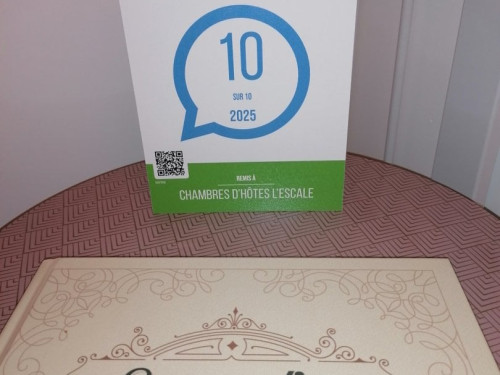 10
SUR 10
2025
REMIS À
CHAMBRES D'HÔTES L'ESCALE